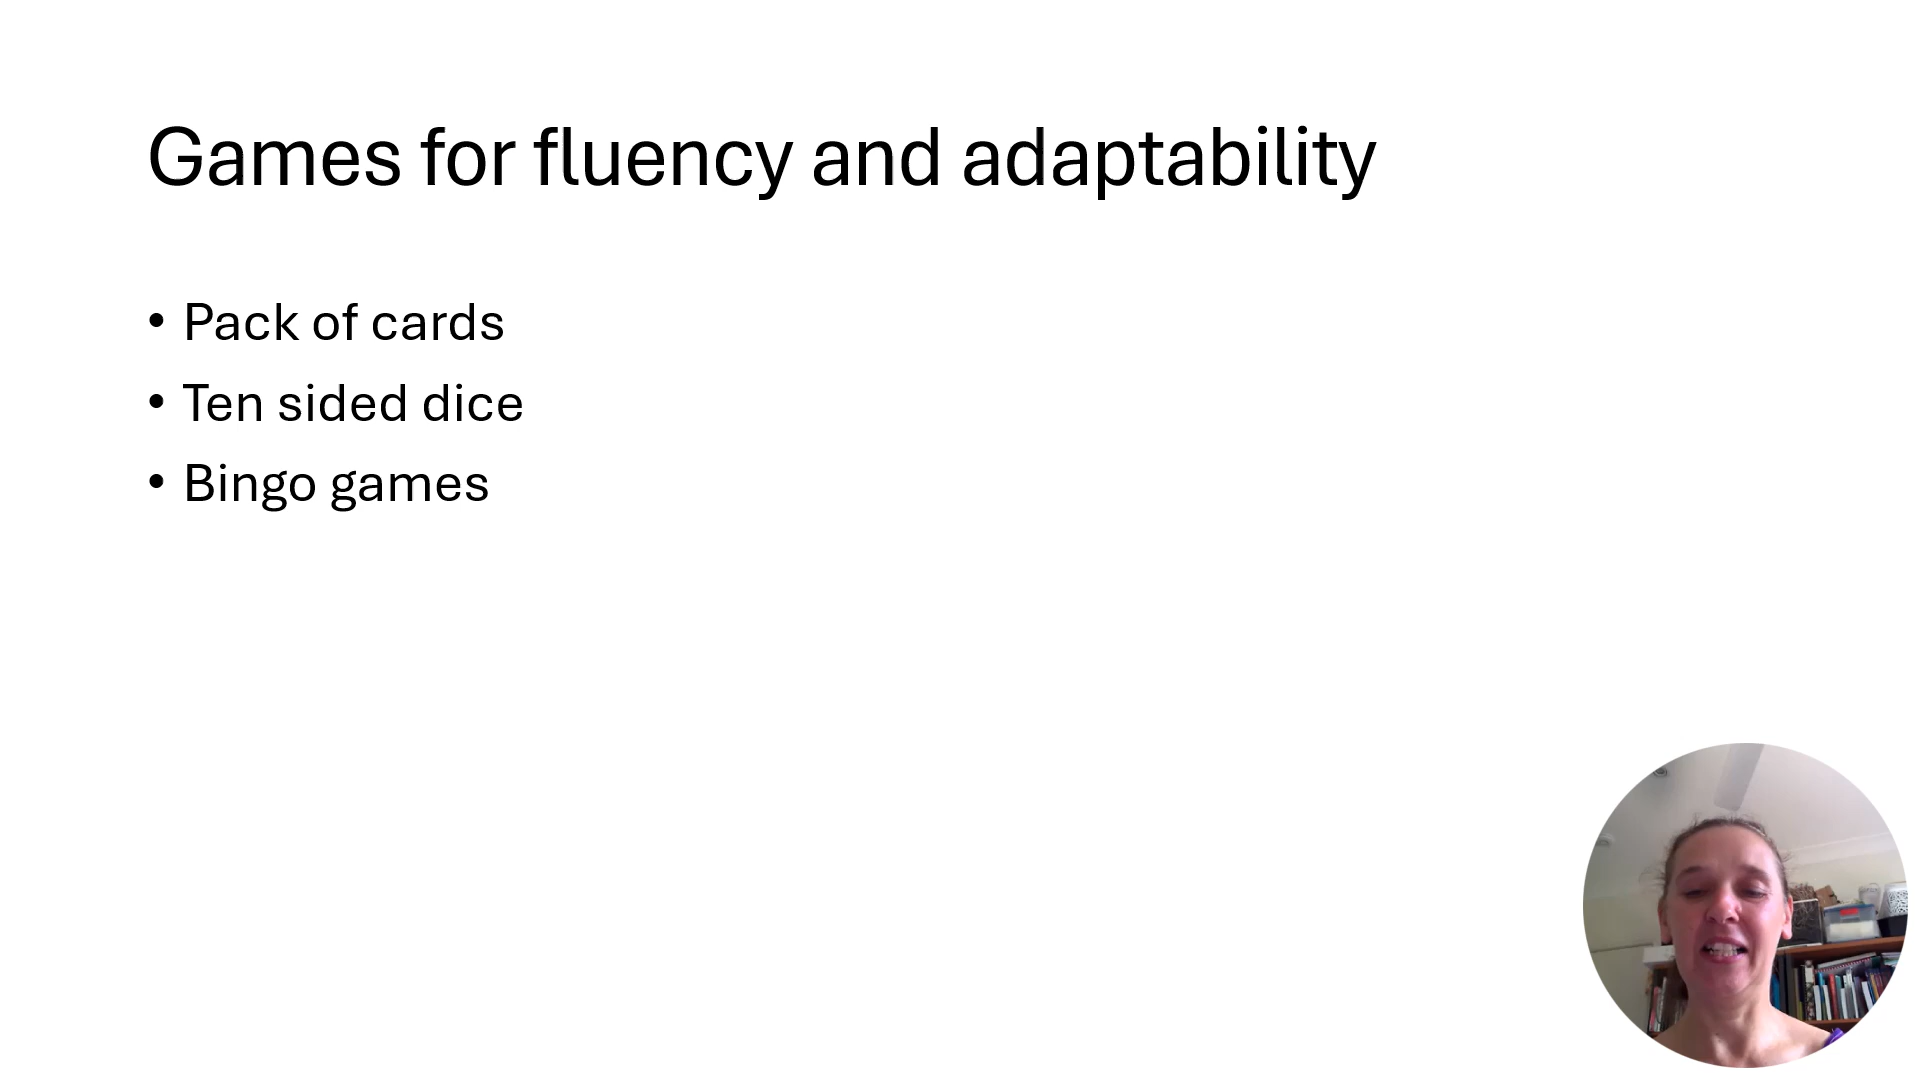 Games for fluency and adaptability
• Pack of cards
• Ten sided dice
• Bingo games